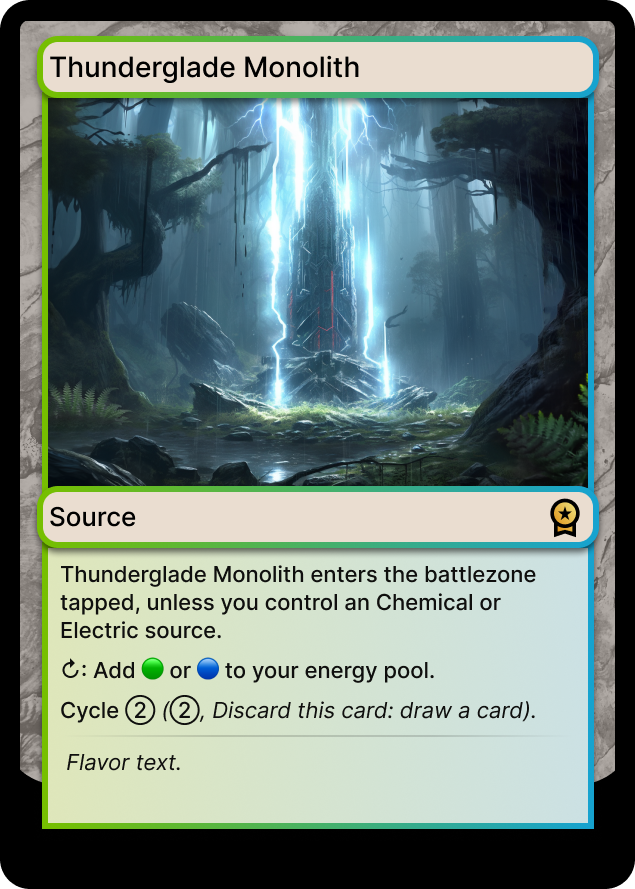 Thunderglade Monolith
Source
Thunderglade Monolith enters the battlezone
tapped, unless you control an Chemical or
Electric source.
↻: Add 🟢 or 🔵 to your energy pool.
Cycle ② (②, Discard this card: draw a card).
Flavor text.